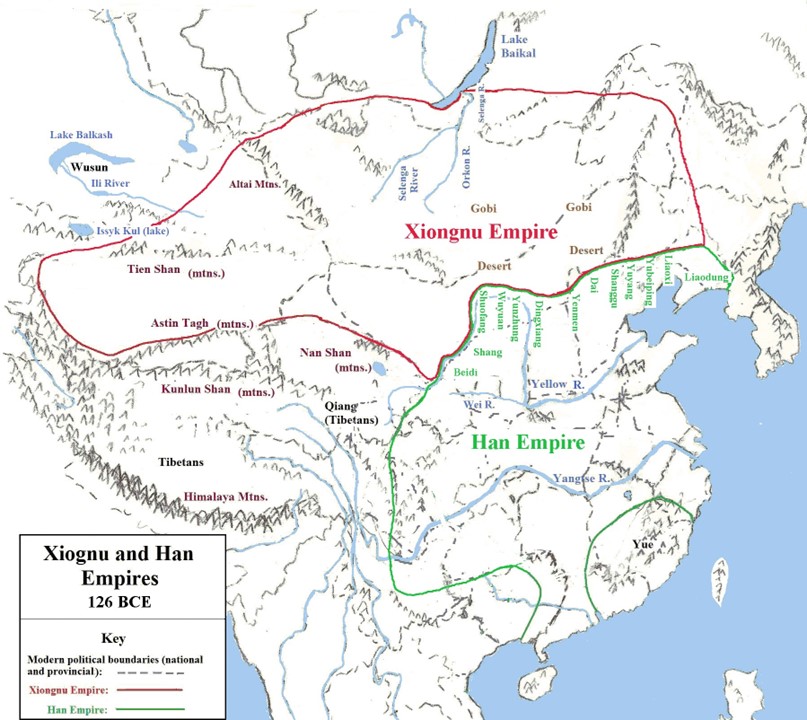 Lake
Baikal
Selenga R.
Lake Balkash
Wusun
Ili River
Altai Mtns.
Selenga
River
Orkon R.
Gobi
Gobi
Issyk Kul (lake)
Xiongnu Empire
Desert
Desert
Tien Shan (mtns.)
Shuofang
Wuyuan
Yunzhung
Dingxiang
Yenmen
Dai
Shanggu
Yuyang
Yubeiping
Liaoxi
Liaodung
Astin Tagh (mtns.)
Nan Shan
(mtns.)
Shang
Beidi
Kunlun Shan (mtns.)
Yellow R.
Wei R.
Qiang
(Tibetans)
Han Empire
Tibetans
Yangtse R.
Himalaya Mtns.
Yue
Xiognu and Han
Empires
126 BCE
Key
Modern political boundaries (national
and provincial):
Xiongnu Empire:
Han Empire: